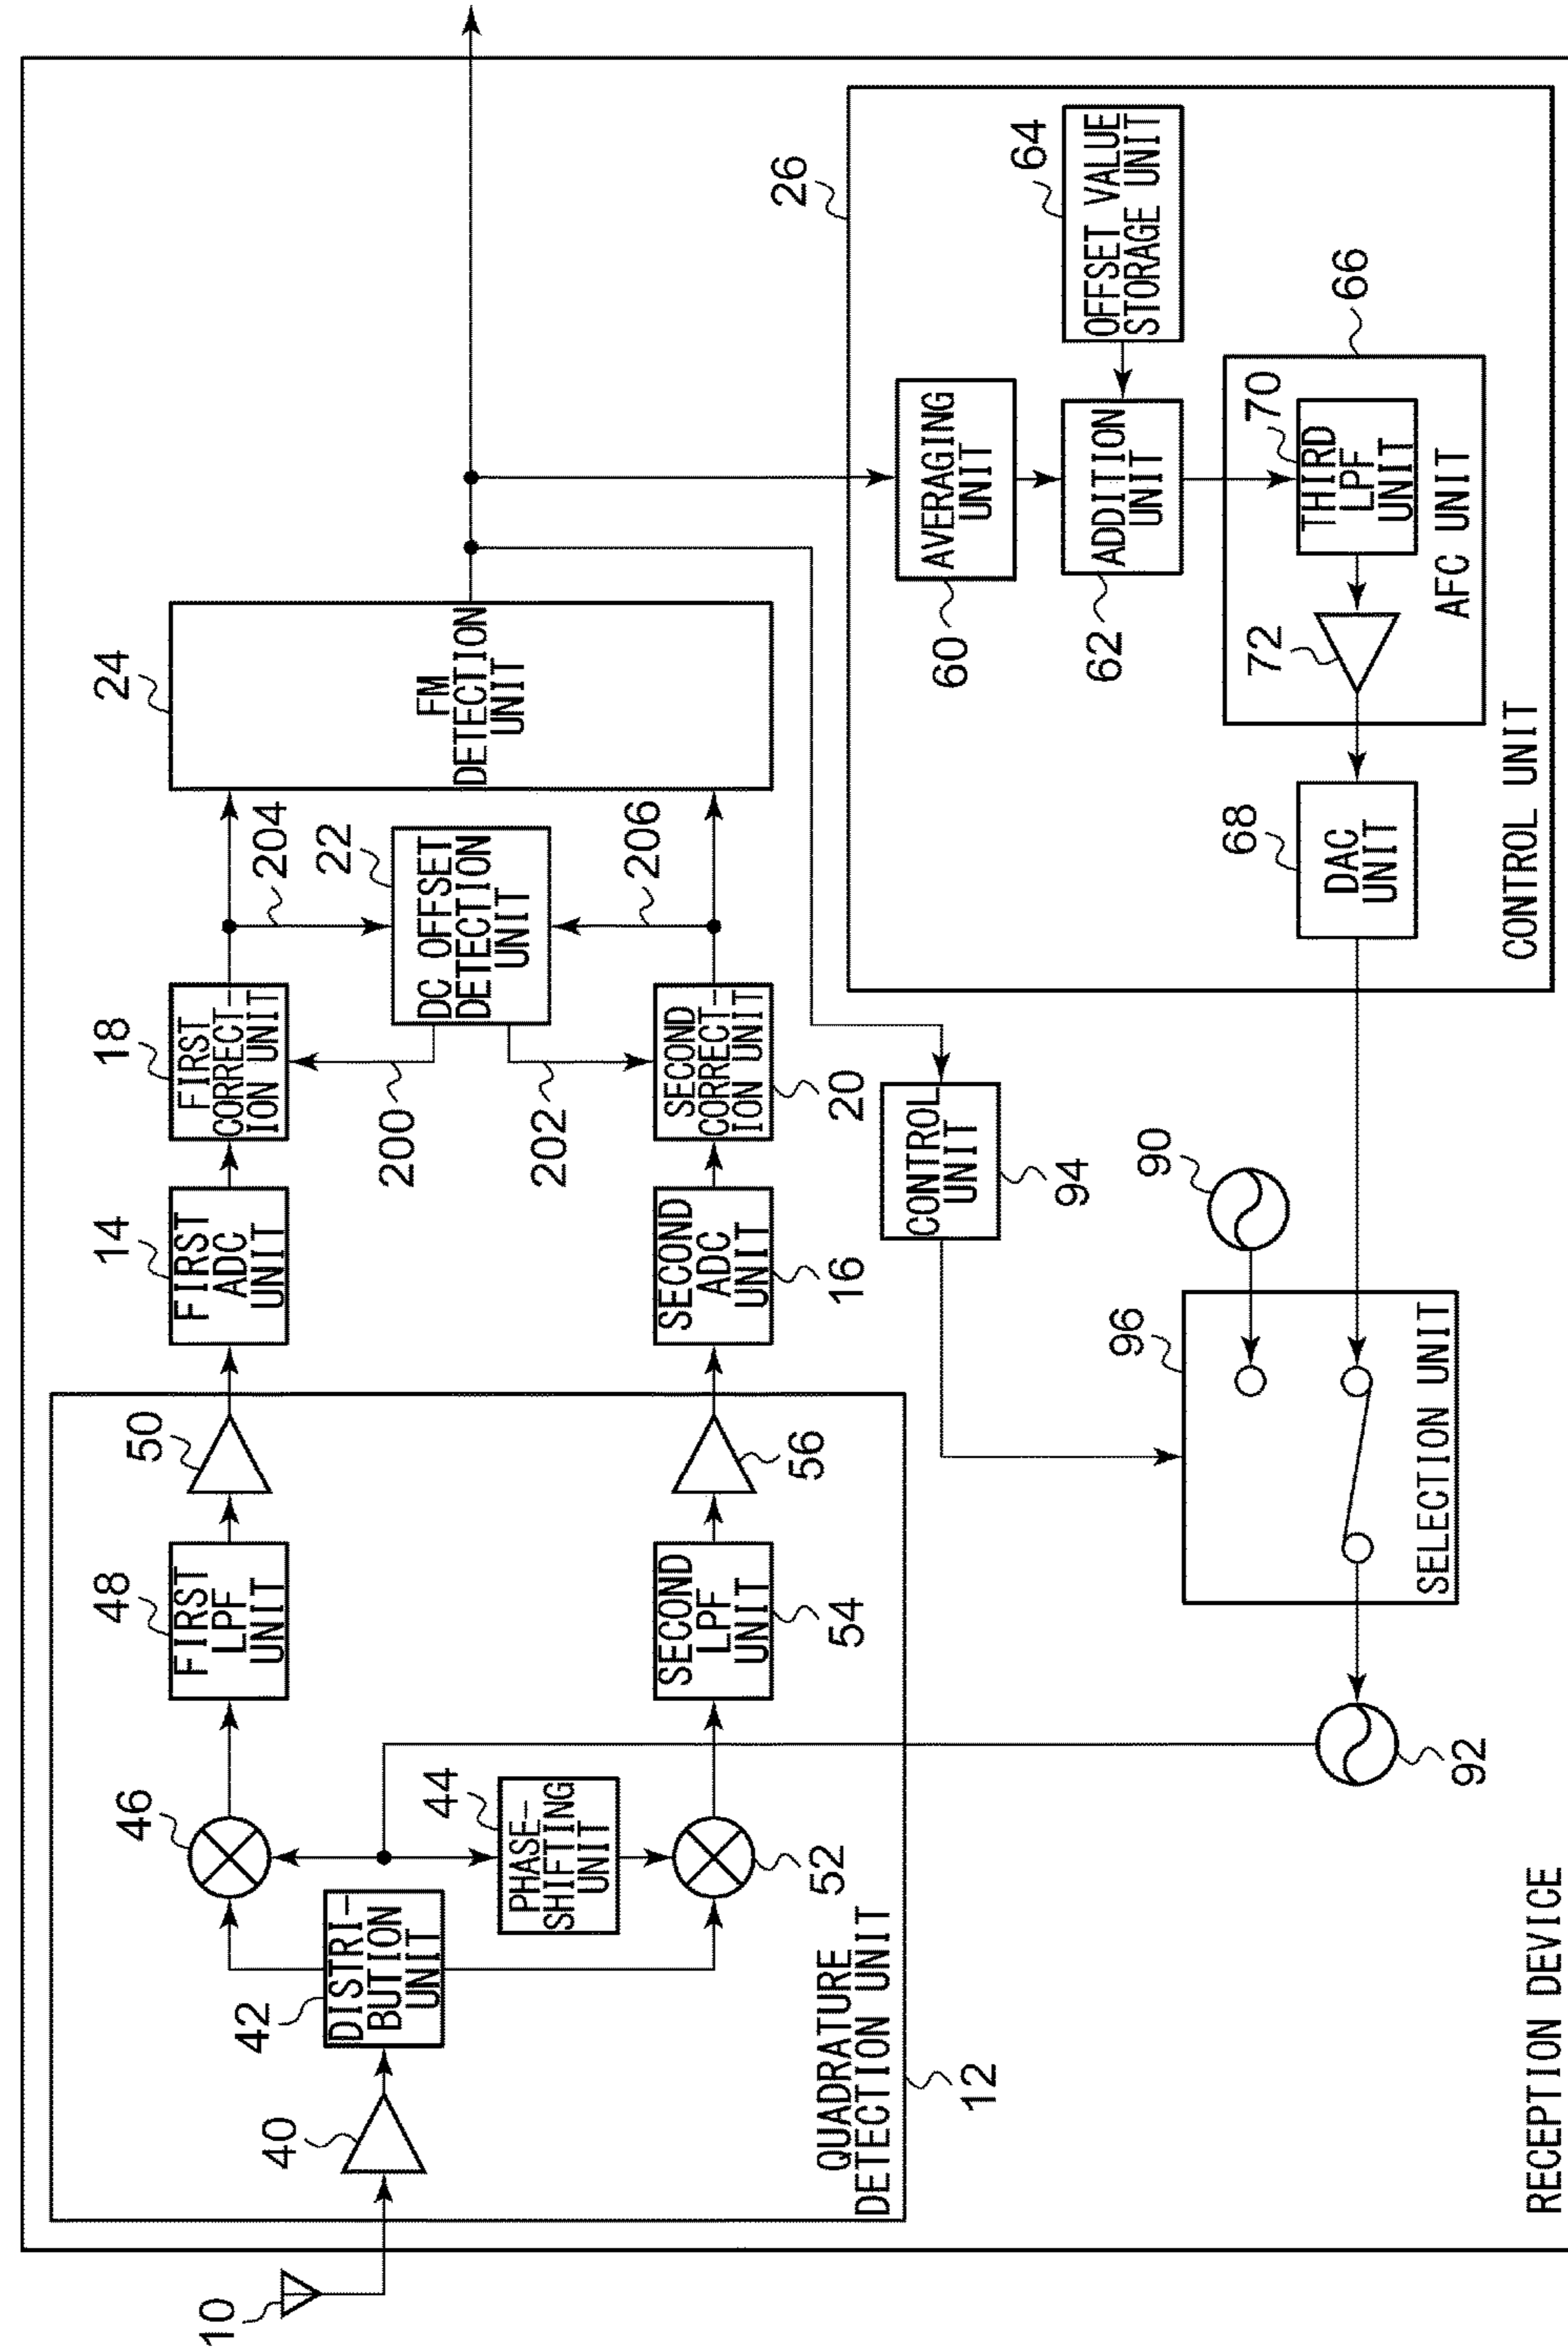 10
40
42
DISTRI-
BUTION
UNIT
46
44
PHASE-
SHIFTING
UNIT
52
48
FIRST
LPF
UNIT
50
SECOND
LPF
UNIT
54
56
QUADRATURE
DETECTION UNIT
12
14
FIRST
ADC
UNIT
SECOND
ADC
UNIT
16
18
FIRST
CORRECT-
ION UNIT
200
202
SECOND
CORRECT-
ION UNIT
20
204
22
DC OFFSET
DETECTION
UNIT
206
24
FM
DETECTION
UNIT
CONTROL
UNIT
94
90
96
SELECTION UNIT
92
26
AVERAGING
UNIT
60
ADDITION
UNIT
62
64
OFFSET VALUE
STORAGE UNIT
66
70
THIRD
LPF
UNIT
72
AFC UNIT
68
DAC
UNIT
CONTROL UNIT
RECEPTION DEVICE